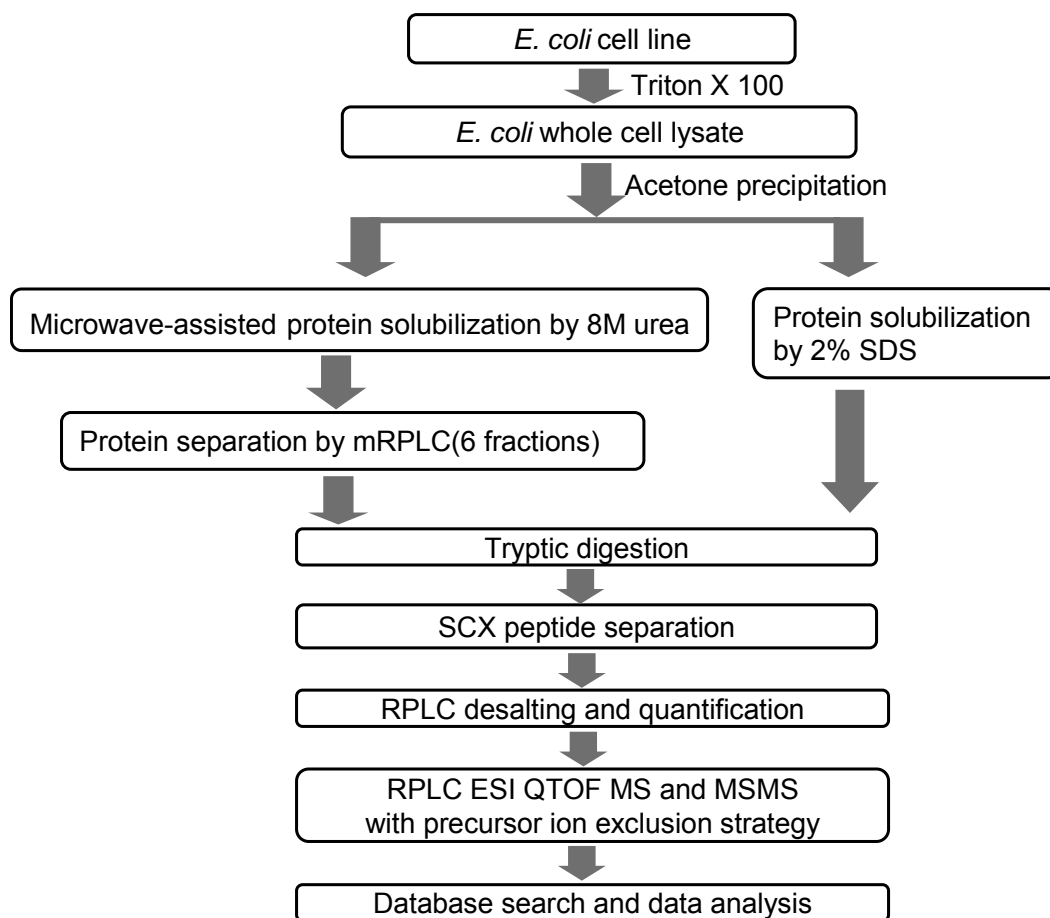 E. coli cell line
Triton X 100
E. coli whole cell lysate
Acetone precipitation
Microwave-assisted protein solubilization by 8M urea
Protein solubilization
by 2% SDS
Protein separation by mRPLC(6 fractions)
Tryptic digestion
SCX peptide separation
RPLC desalting and quantification
RPLC ESI QTOF MS and MSMS
with precursor ion exclusion strategy
Database search and data analysis